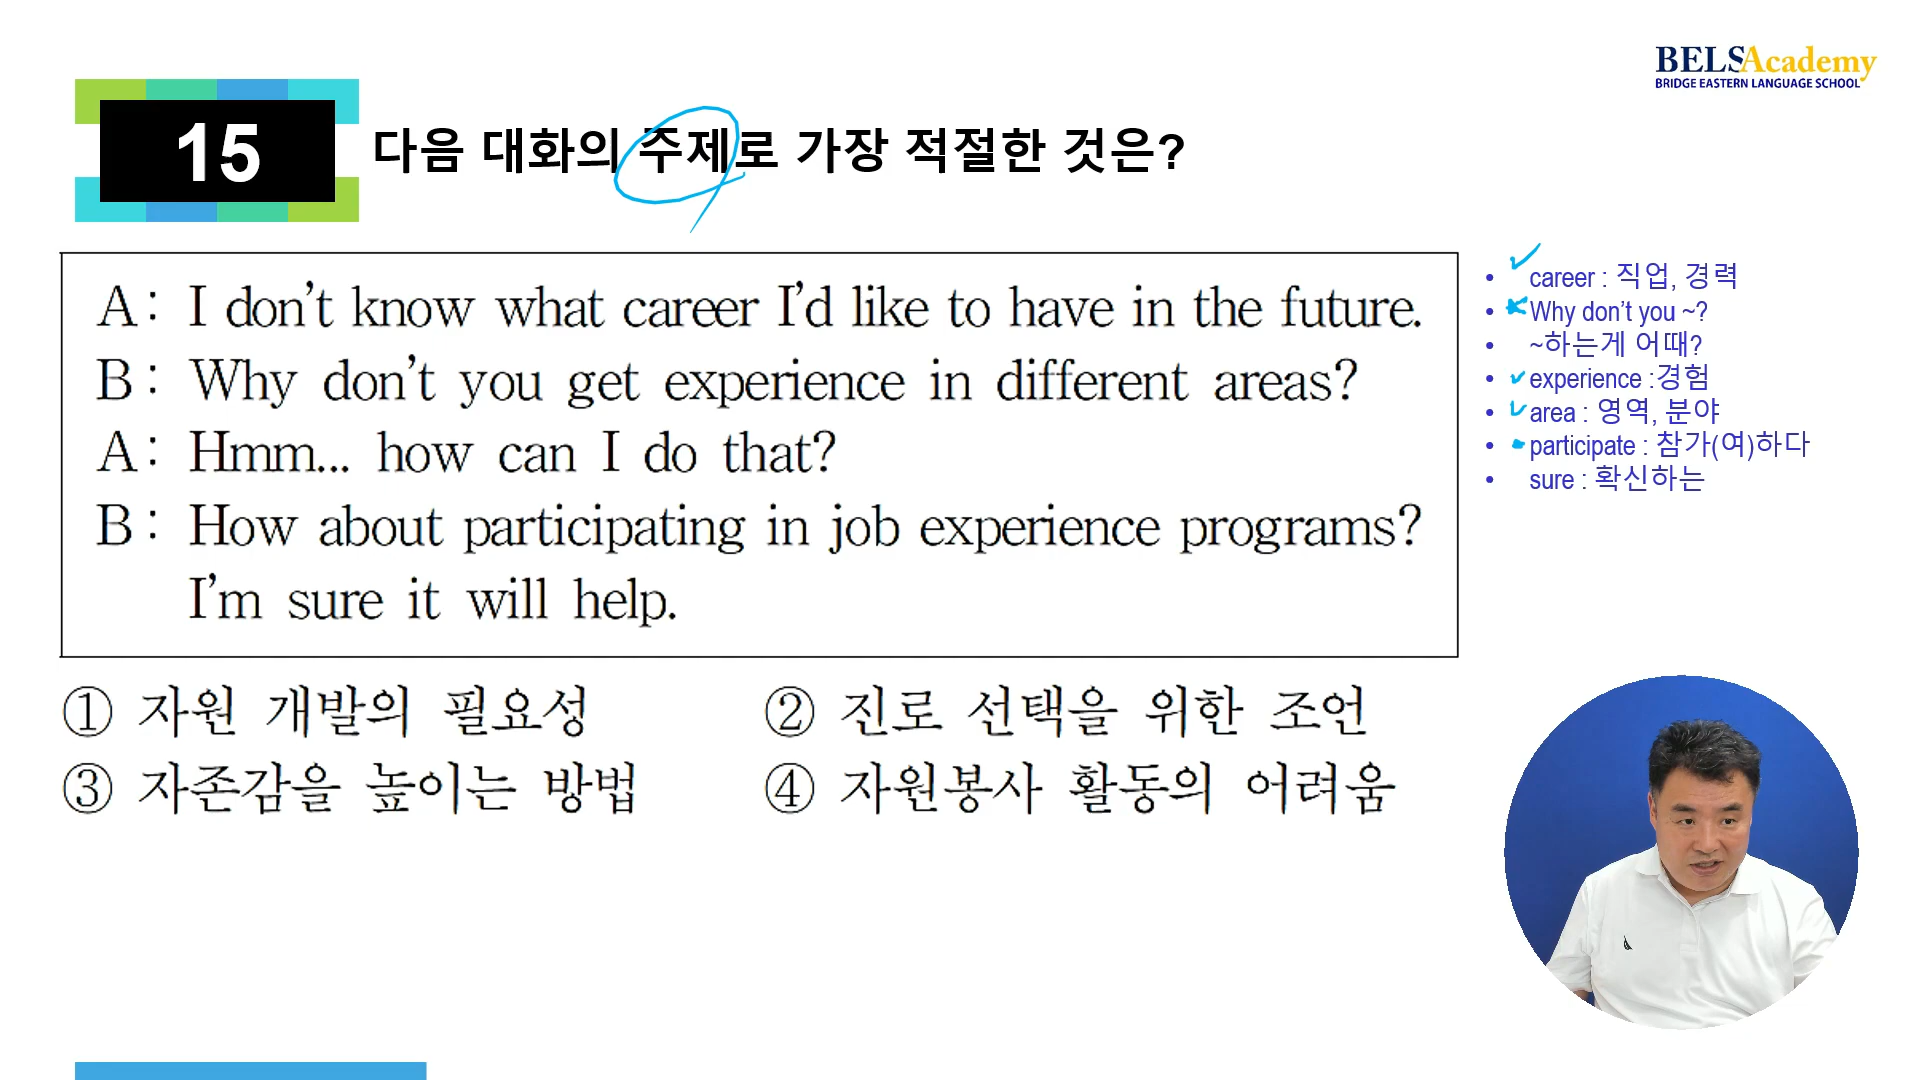 BELSAcademy
BRIDGE EASTERN LANGUAGE SCHOOL
15
다음 대화의 주제로 가장 적절한 것은?
A: I don't know what career I'd like to have in the future.
B: Why don't you get experience in different areas?
A: Hmm... how can I do that?
B: How about participating in job experience programs?
I'm sure it will help.
• career : 직업, 경력
• Why don't you ~?
• ~하는게 어때?
• experience :경험
• area : 영역, 분야
• participate : 참가(여)하다
• sure : 확신하는
① 자원 개발의 필요성
② 진로 선택을 위한 조언
③ 자존감을 높이는 방법
④ 자원봉사 활동의 어려움